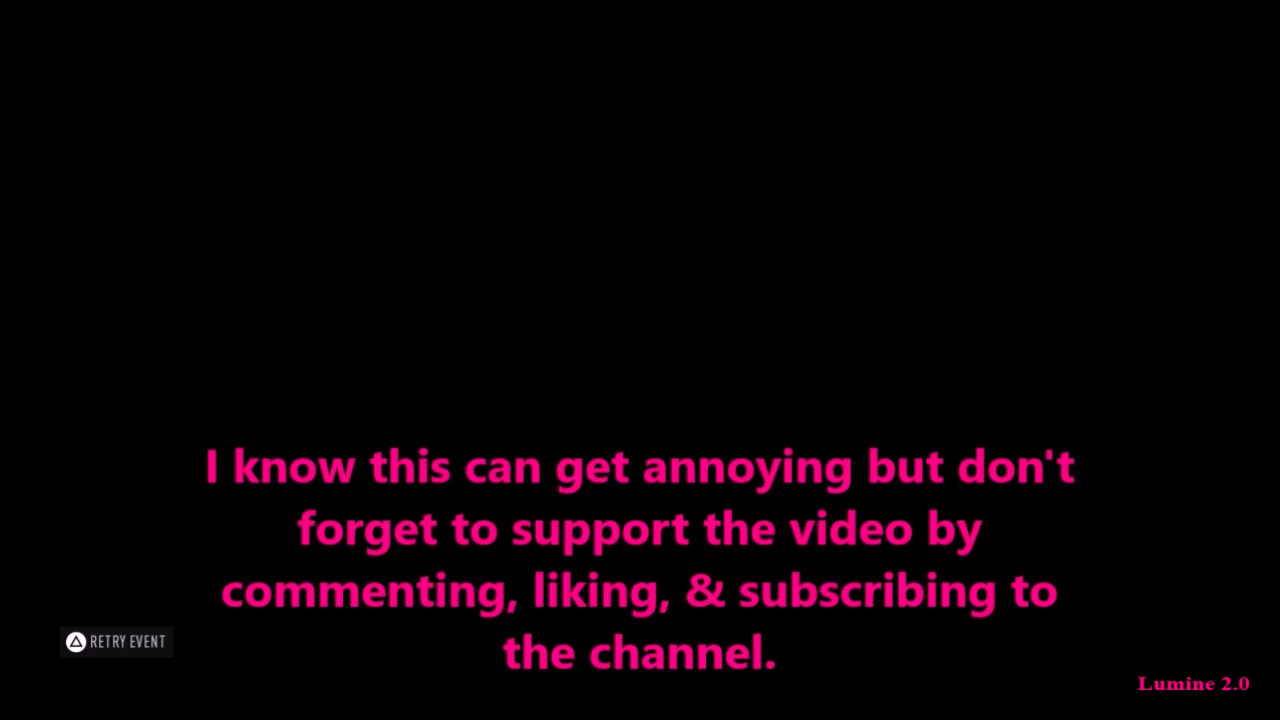 I know this can get annoying but don't
forget to support the video by
commenting, liking, & subscribing to
the channel.
RETRY EVENT
Lumine 2.0